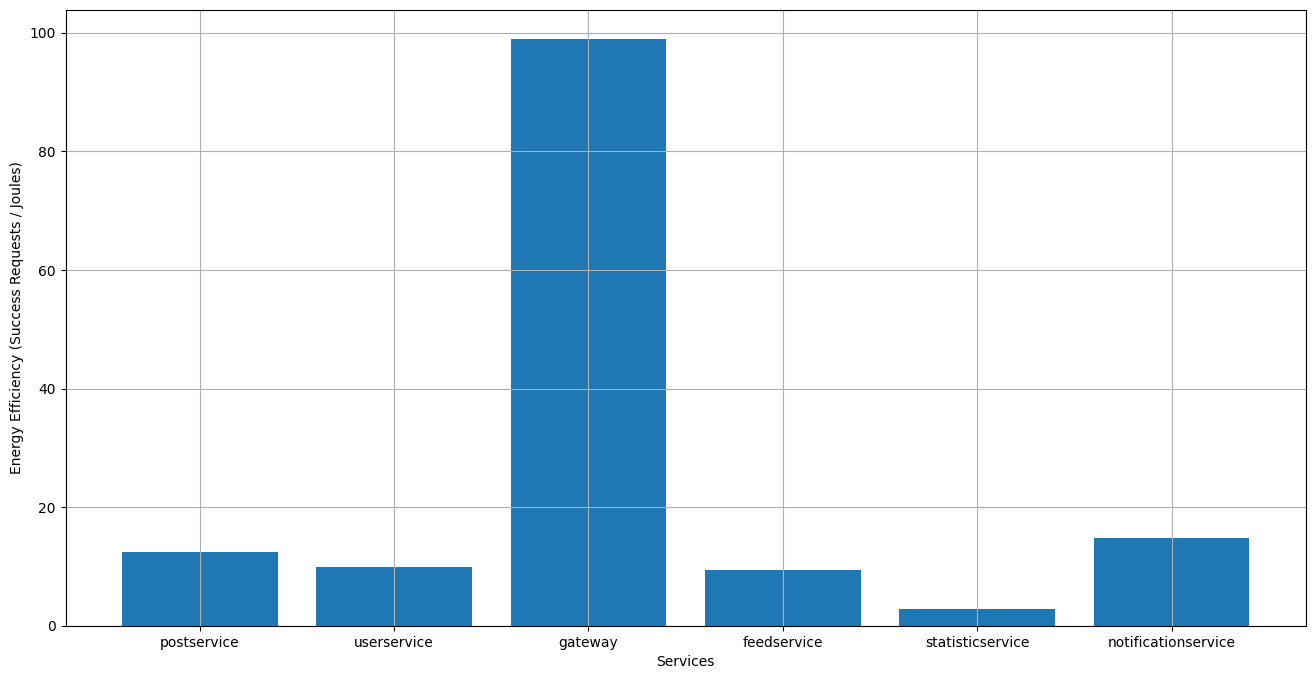 Energy Efficiency (Success Requests / Joules)
100
80
60
40
20
0
postservice userservice gateway feedservice statisticservice notificationservice
Services